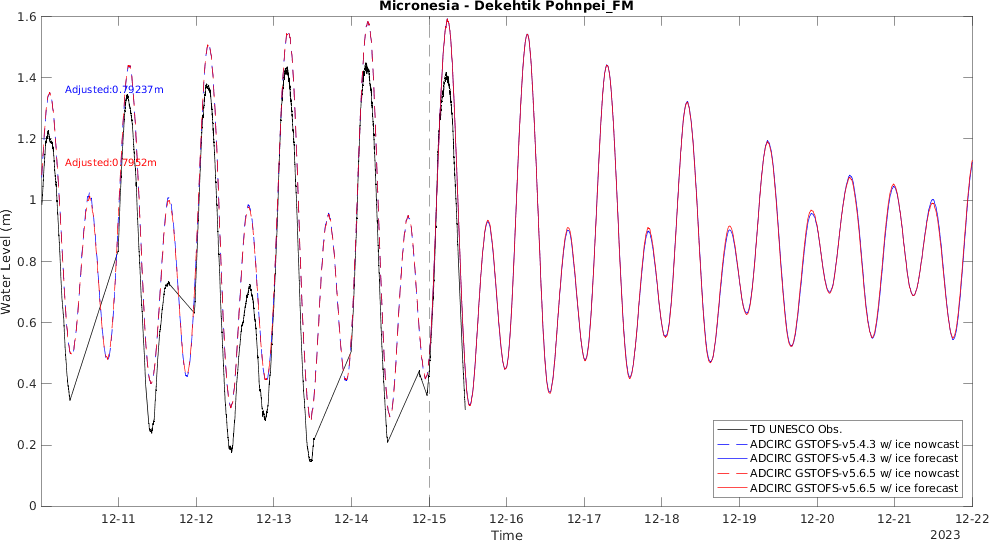 Micronesia - Dekehtik Pohnpei_FM
1.6
1.4
1.2
1
0.8
0.6
0.4
0.2
0
Water Level (m)
Adjusted:0.79237m
Adjusted:0.7952m
TD UNESCO Obs.
ADCIRC GSTOFS-v5.4.3 w/ ice nowcast
ADCIRC GSTOFS-v5.4.3 w/ ice forecast
ADCIRC GSTOFS-v5.6.5 w/ ice nowcast
ADCIRC GSTOFS-v5.6.5 w/ ice forecast
12-11 12-12 12-13 12-14 12-15 12-16 12-17 12-18 12-19 12-20 12-21 12-22
Time
2023